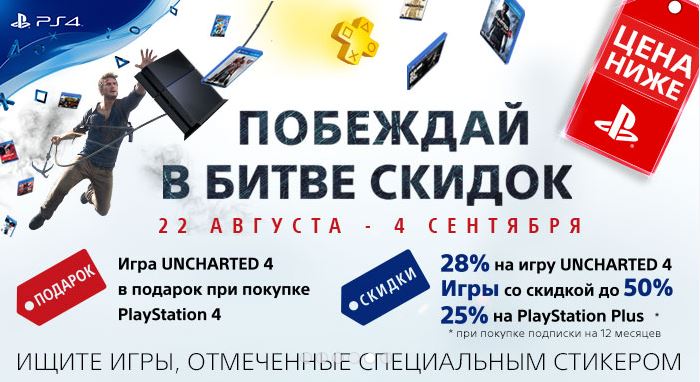 PS4
ЦЕНА
НИЖЕ
ПОБЕЖДАЙ
В БИТВЕ СКИДОК
22 АВГУСТА - 4 СЕНТЯБРЯ
ПОДАРОК
Игра UNCHARTED 4
в подарок при покупке
PlayStation 4
СКИДКИ
28% на игру UNCHARTED 4
Игры со скидкой до 50%
25% на PlayStation Plus *
* при покупке подписки на 12 месяцев
ИЩИТЕ ИГРЫ, ОТМЕЧЕННЫЕ СПЕЦИАЛЬНЫМ СТИКЕРОМ